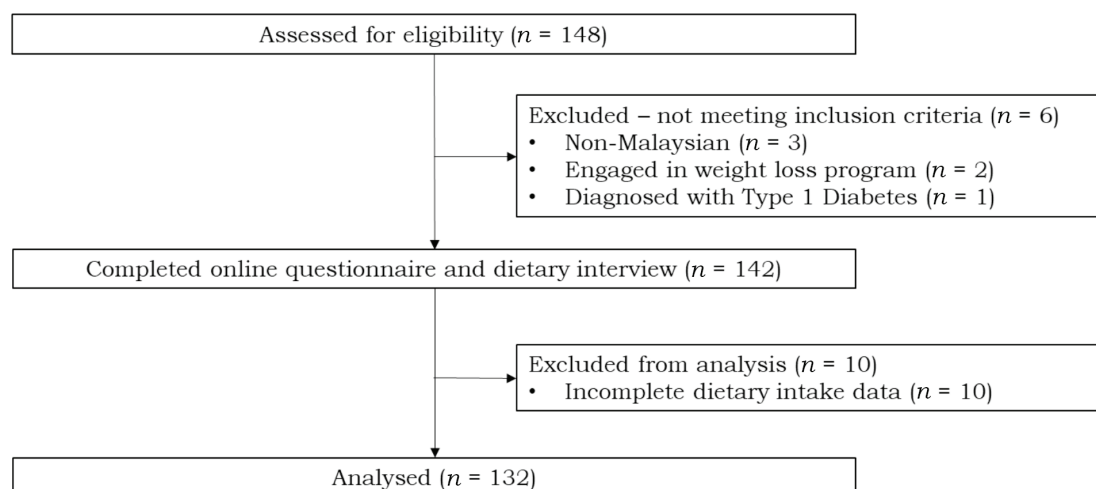 Assessed for eligibility (n = 148)
Excluded – not meeting inclusion criteria (n = 6)
• Non-Malaysian (n = 3)
• Engaged in weight loss program (n = 2)
• Diagnosed with Type 1 Diabetes (n = 1)
Completed online questionnaire and dietary interview (n = 142)
Excluded from analysis (n = 10)
• Incomplete dietary intake data (n = 10)
Analysed (n = 132)